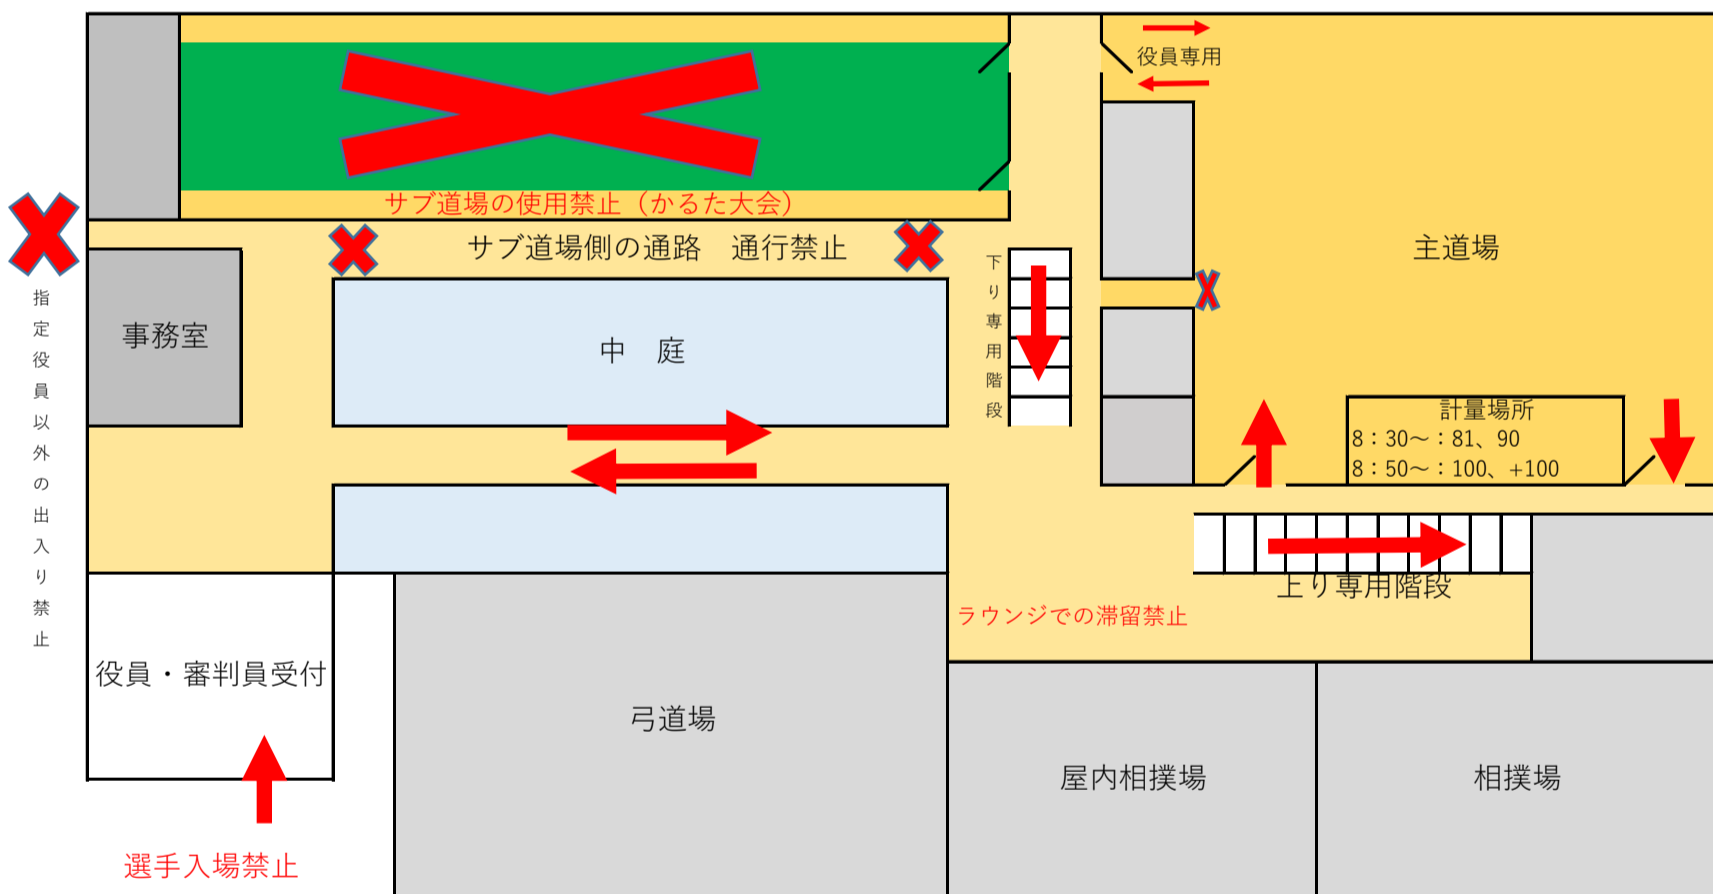 役員専用
サブ道場の使用禁止（かるた大会）
サブ道場側の通路　通行禁止
主道場
下り専用階段
指定役員以外の出入り禁止
事務室
中　庭
計量場所
8：30～：81、90
8：50～：100、+100
上り専用階段
ラウンジでの滞留禁止
役員・審判員受付
弓道場
屋内相撲場
相撲場
選手入場禁止